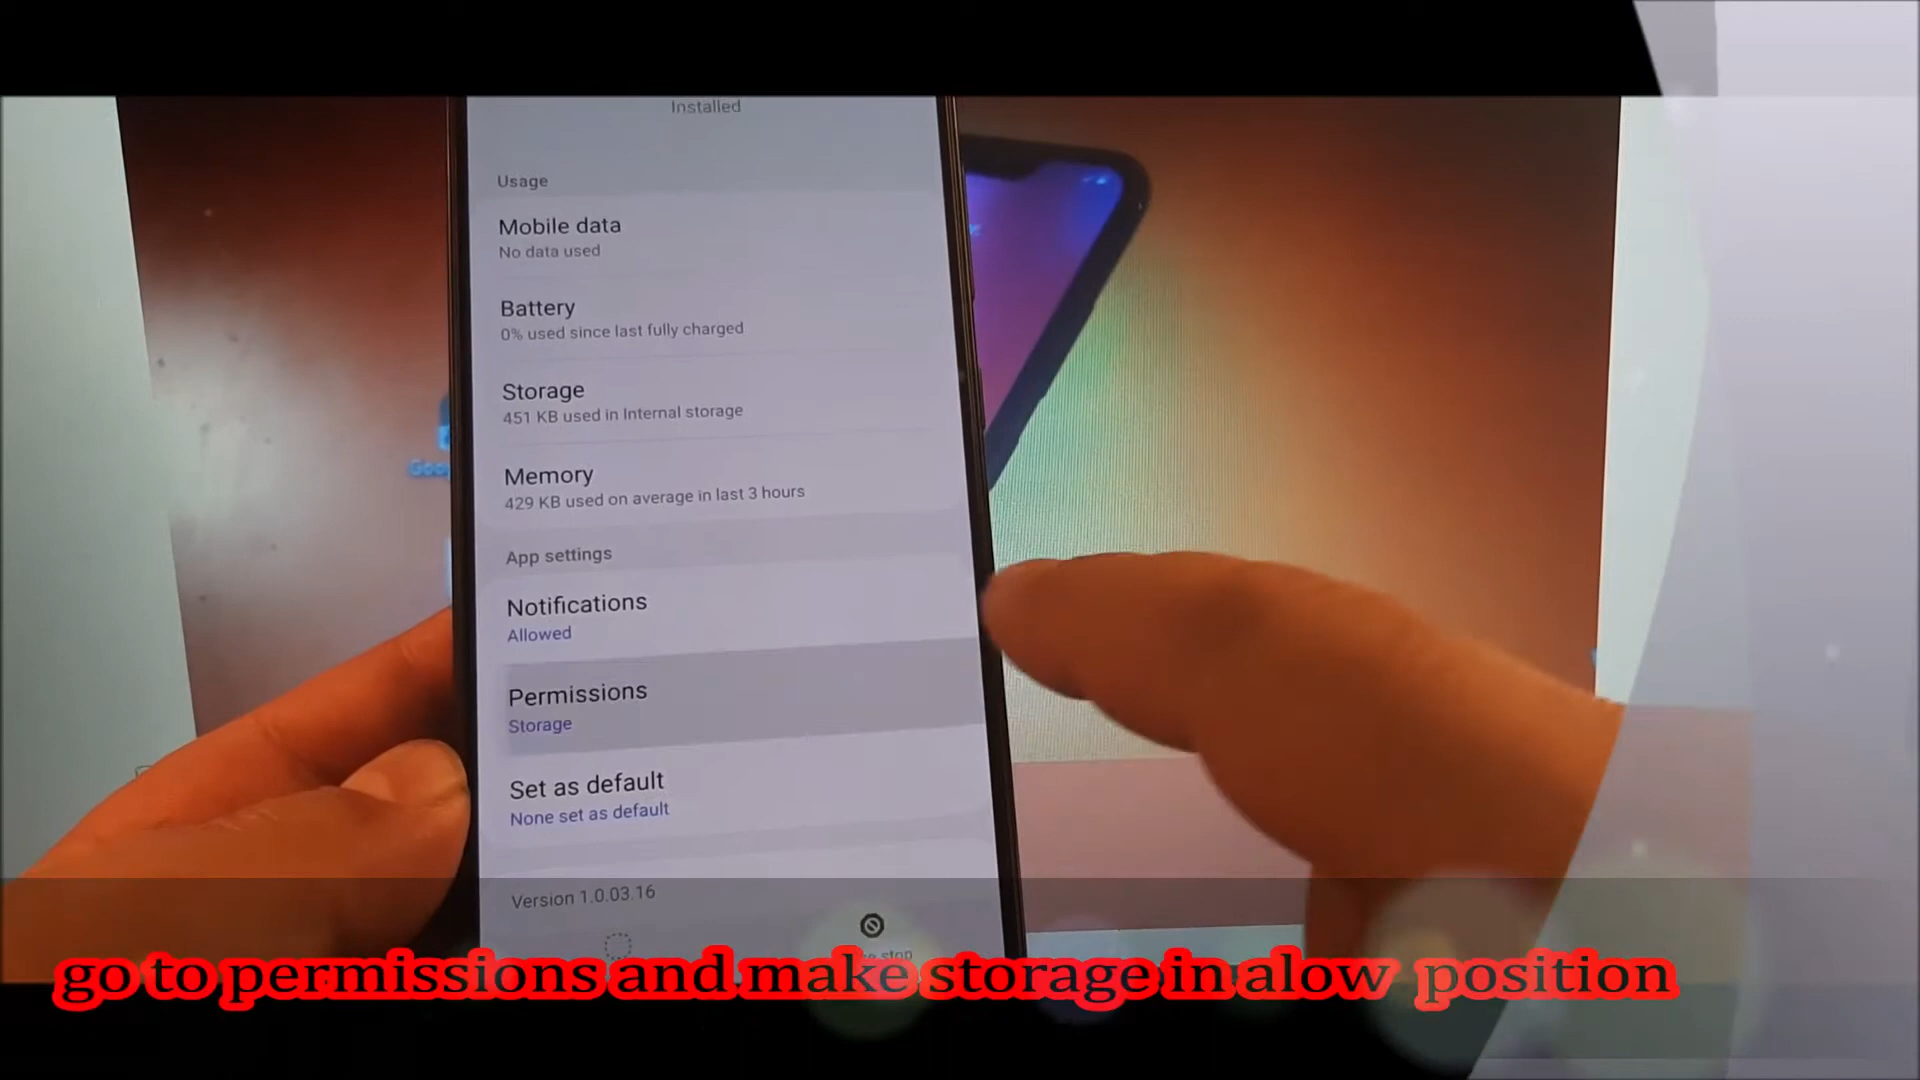 Installed
Usage
Mobile data
No data used
Battery
0% used since last fully charged
Storage
451 KB used in Internal storage
Memory
429 KB used on average in last 3 hours
App settings
Notifications
Allowed
Permissions
Storage
Set as default
None set as default
Version 1.0.03.16
stop
go to permissions and make storage in alow position